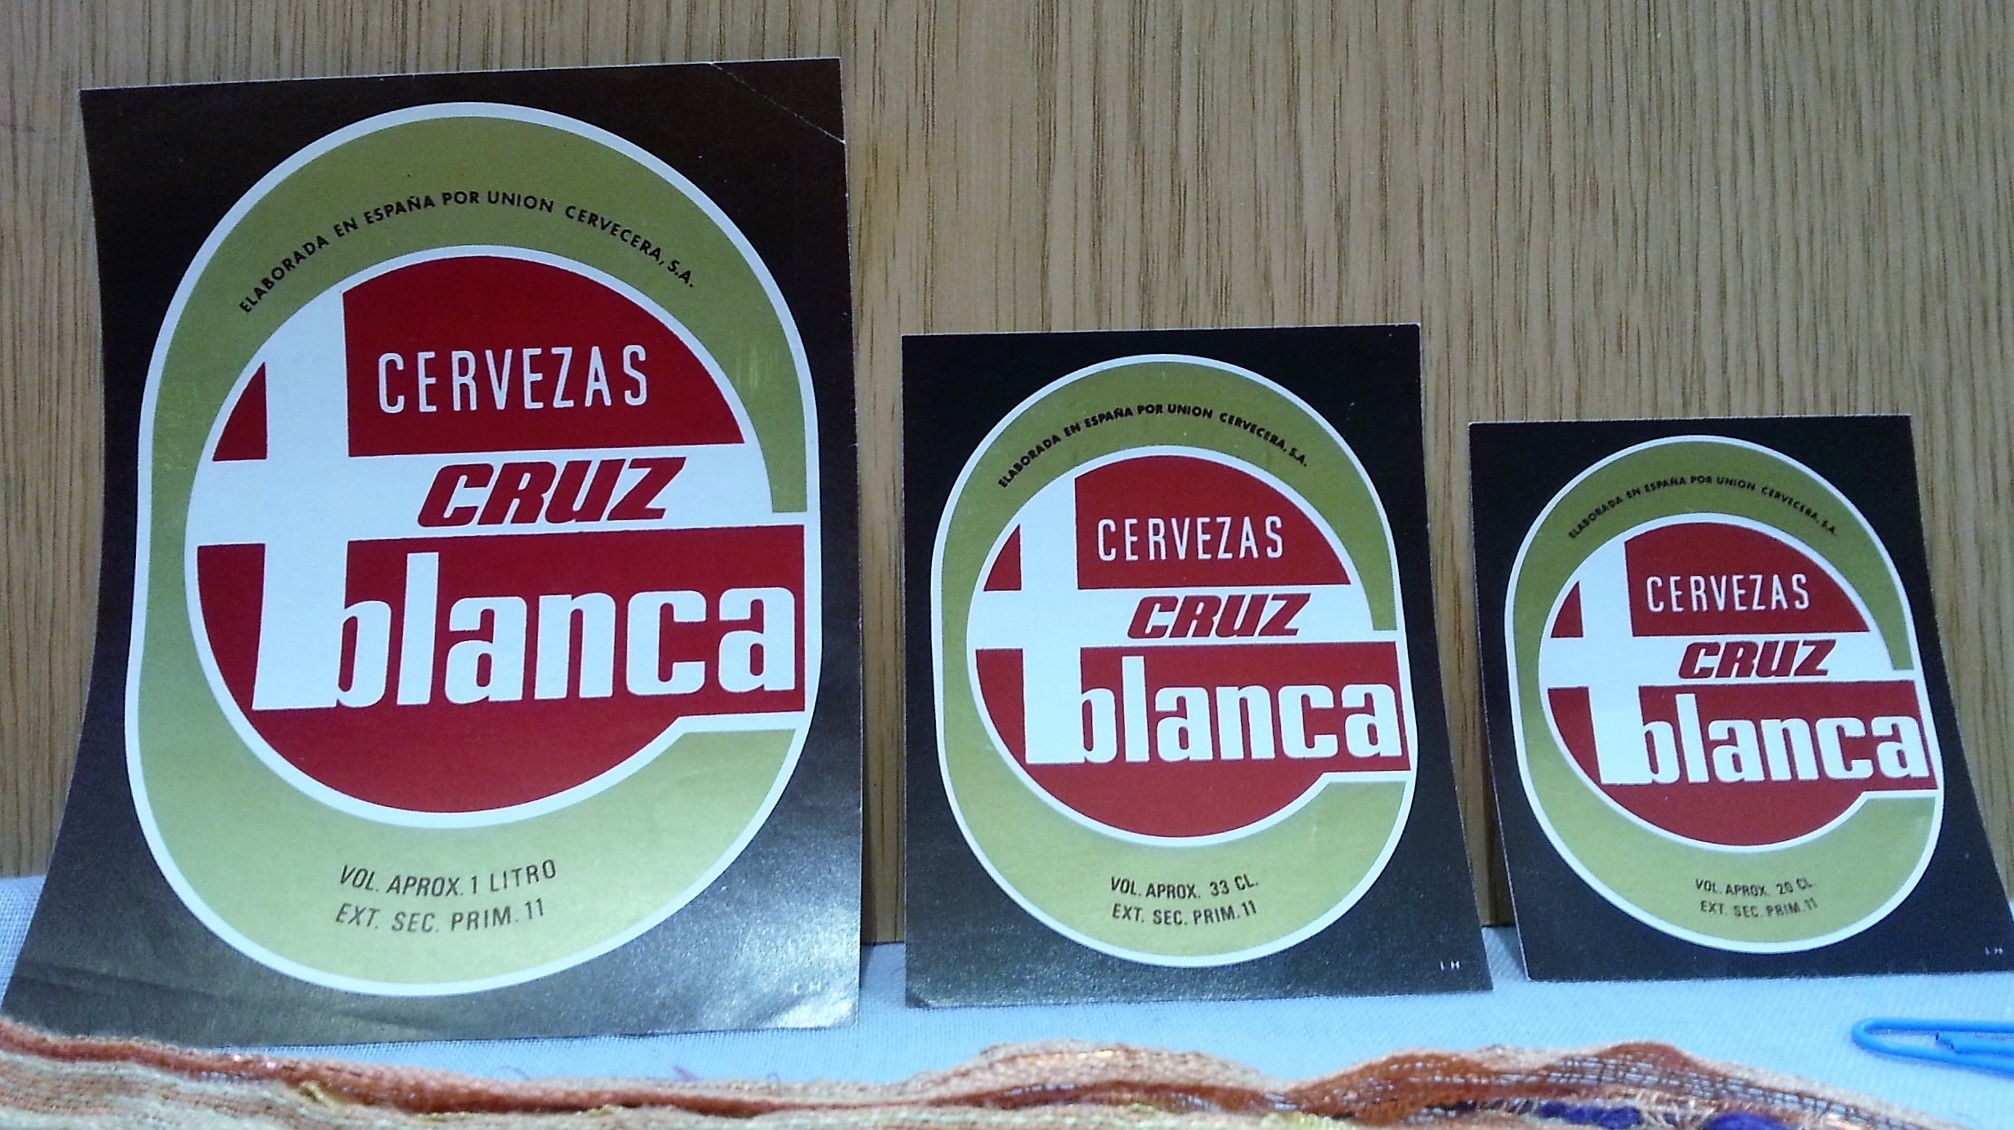 ELABORADA EN ESPAÑA POR UNION CERVECERA, S.A.
CERVEZAS
CRUZ
blanca
VOL. APROX. 1 LITRO
EXT. SEC. PRIM. 11
L H
ELABORADA EN ESPAÑA POR UNION CERVECERA, S.A.
CERVEZAS
CRUZ
blanca
VOL. APROX. 33 CL.
EXT. SEC. PRIM. 11
L H
ELABORADA EN ESPAÑA POR UNION CERVECERA, S.A.
CERVEZAS
CRUZ
blanca
VOL. APROX. 20 CL.
EXT. SEC. PRIM. 11
L H